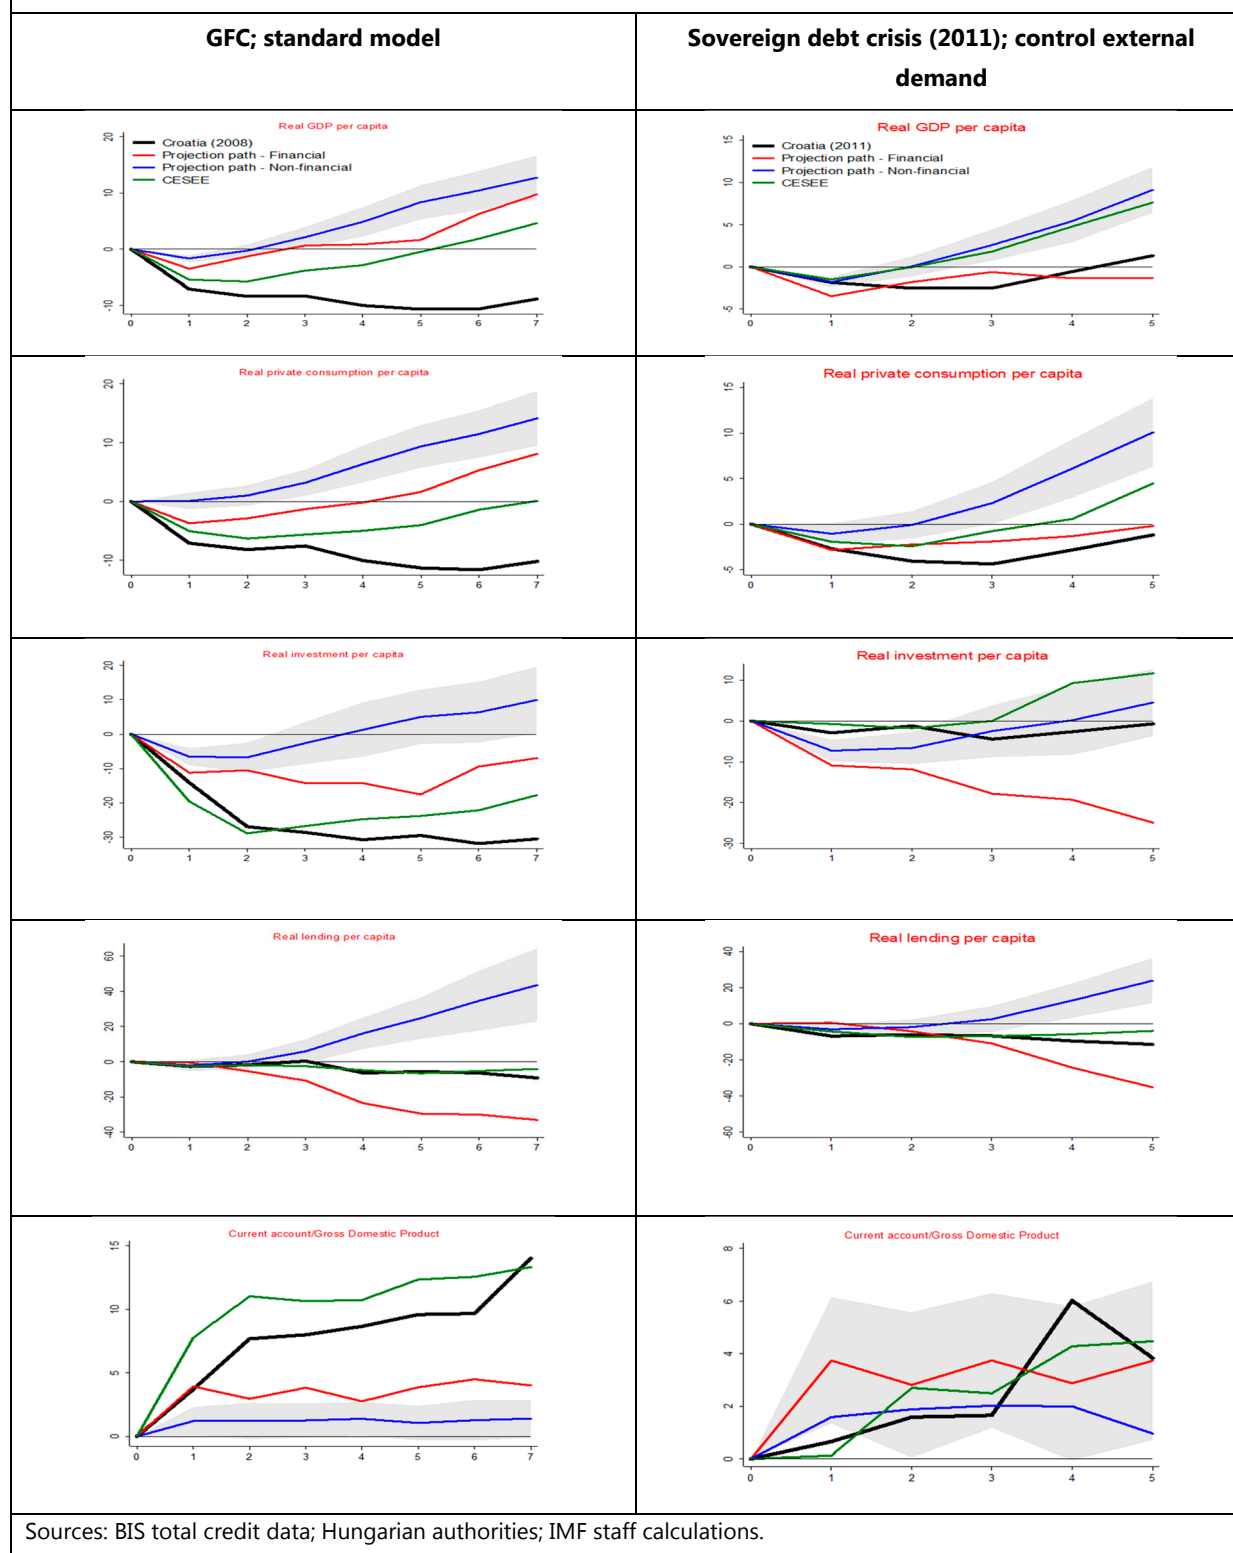 GFC; standard model
Sovereign debt crisis (2011); control external
demand
Real GDP per capita
20
10
0
-10
Croatia (2008)
Projection path - Financial
Projection path - Non-financial
CESEE
0 1 2 3 4 5 6 7
Real GDP per capita
15
10
5
0
-5
Croatia (2011)
Projection path - Financial
Projection path - Non-financial
CESEE
0 1 2 3 4 5
Real private consumption per capita
20
10
0
-10
0 1 2 3 4 5 6 7
Real private consumption per capita
15
10
5
0
-5
0 1 2 3 4 5
Real investment per capita
20
10
0
-10
-20
-30
0 1 2 3 4 5 6 7
Real investment per capita
10
0
-10
-20
-30
0 1 2 3 4 5
Real lending per capita
60
40
20
0
-20
-40
0 1 2 3 4 5 6 7
Real lending per capita
40
20
0
-20
-40
-60
0 1 2 3 4 5
Current account/Gross Domestic Product
15
10
5
0
0 1 2 3 4 5 6 7
Current account/Gross Domestic Product
8
6
4
2
0
0 1 2 3 4 5
Sources: BIS total credit data; Hungarian authorities; IMF staff calculations.